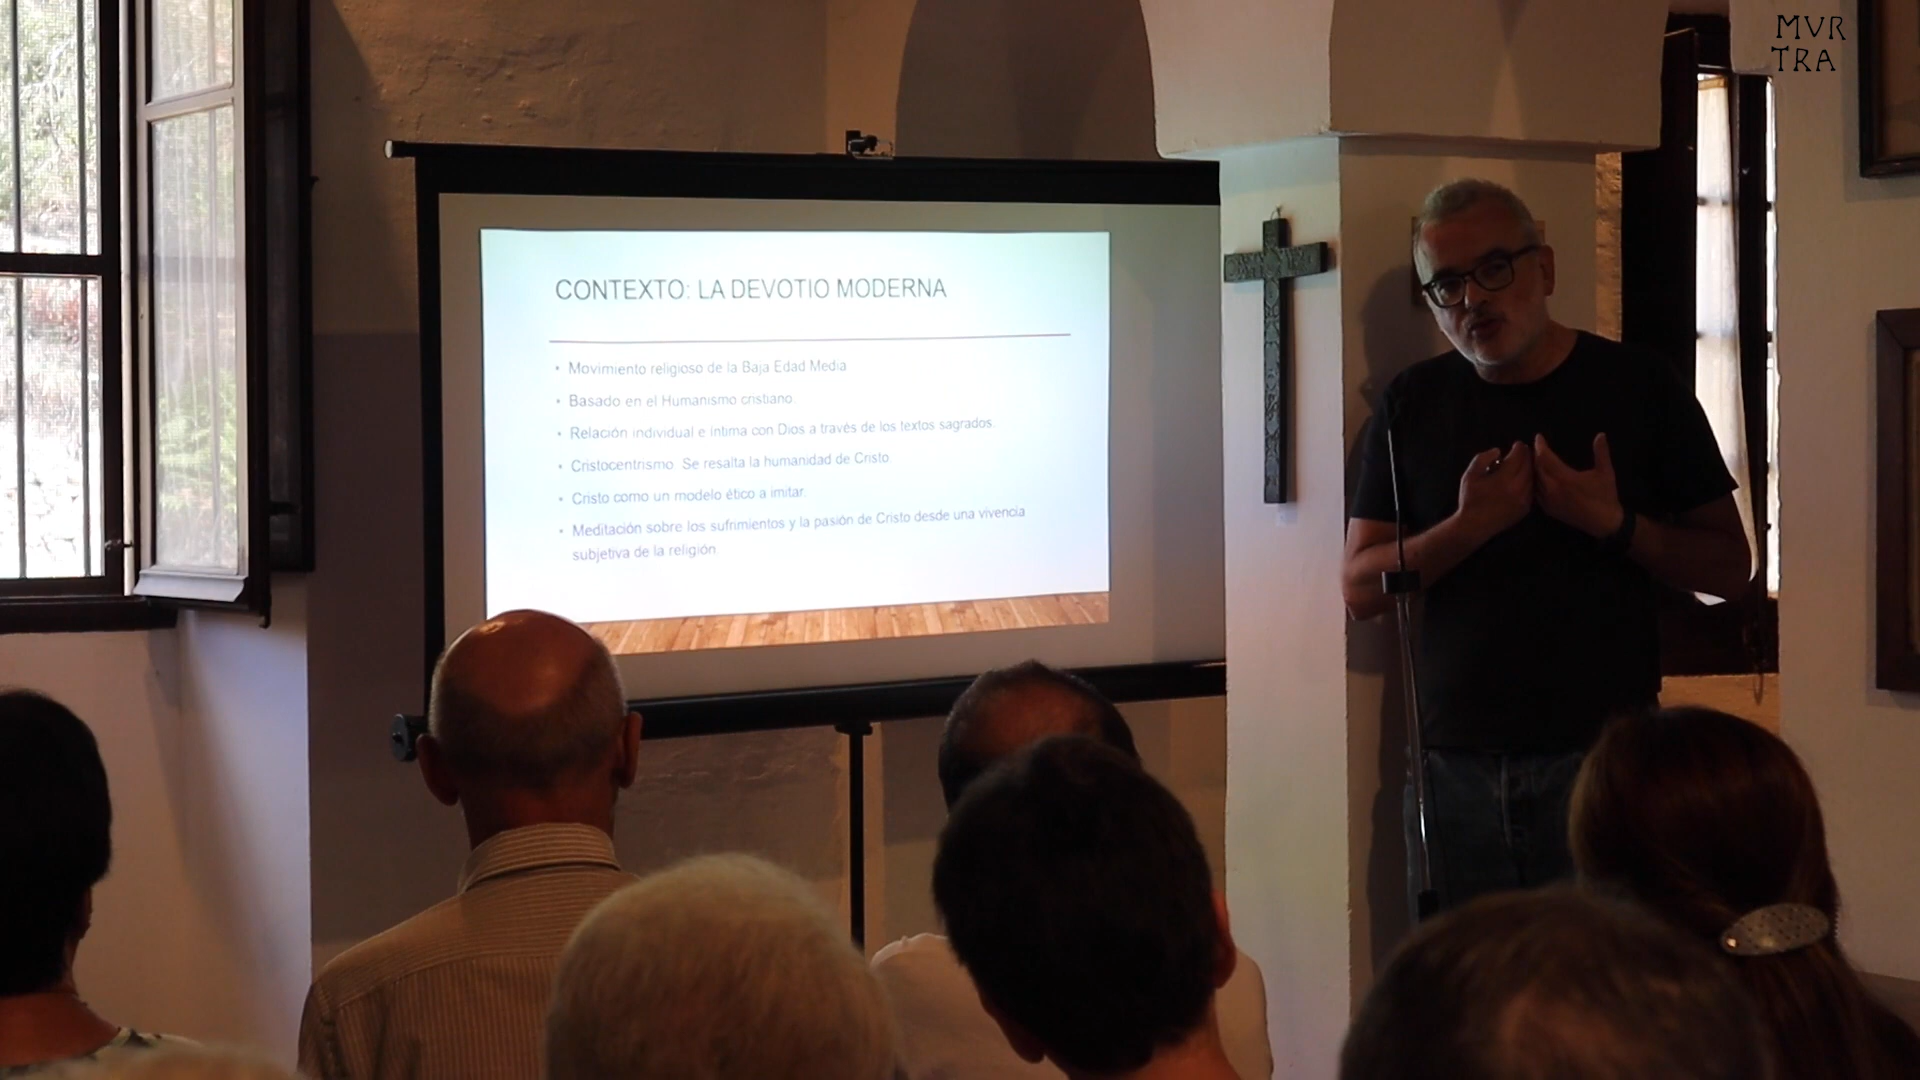 MVR
TRA
CONTEXTO: LA DEVOTIO MODERNA
• Movimiento religioso de la Baja Edad Media
• Basado en el Humanismo cristiano.
• Relación individual e íntima con Dios a través de los textos sagrados.
• Cristocentrismo. Se resalta la humanidad de Cristo.
• Cristo como un modelo ético a imitar.
• Meditación sobre los sufrimientos y la pasión de Cristo desde una vivencia
subjetiva de la religión